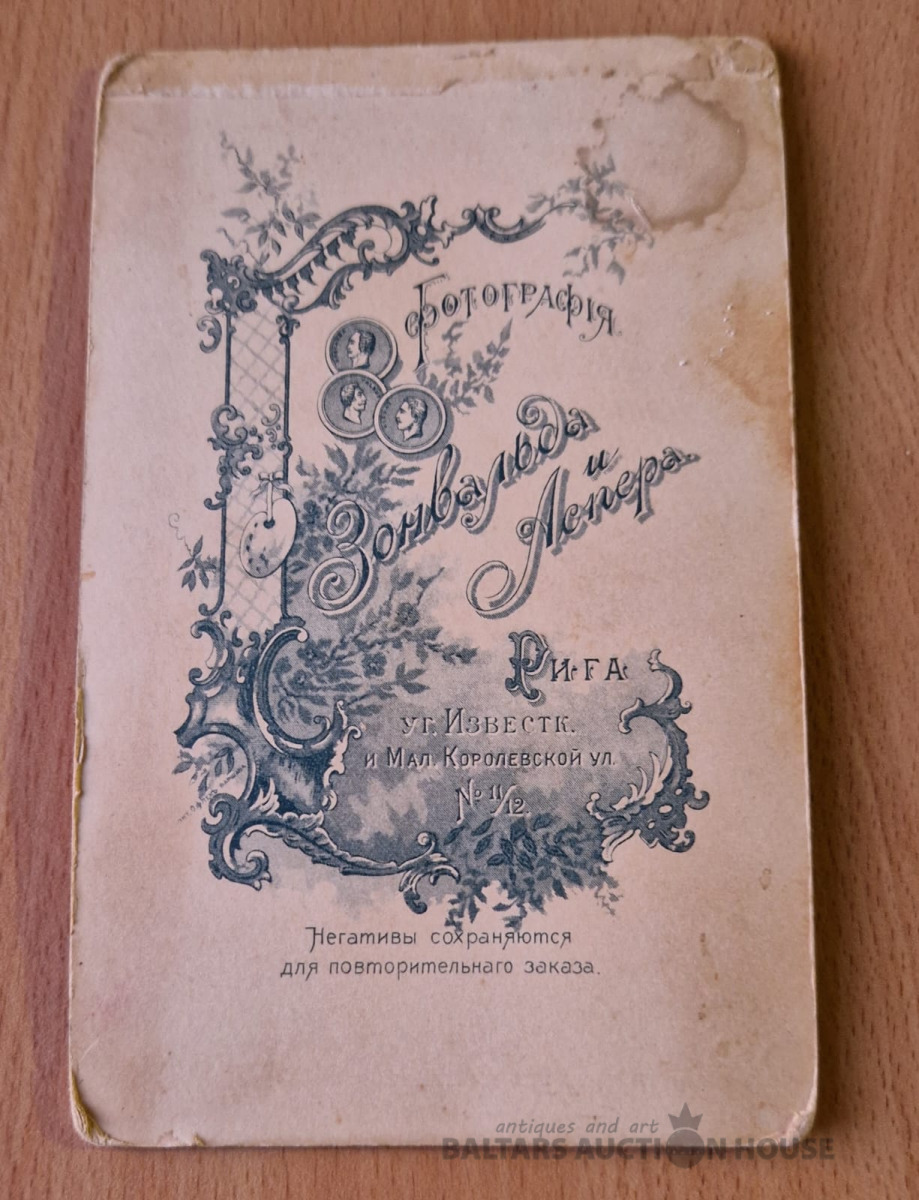 Фотографія
Зонвальда
и
Аспера.
Рига
уг. Известк.
и Мал. Королевской ул.
№ 11/12.
Негативы сохраняются
для повторительнаго заказа.
antiques and art
BALTARS AUCTION HOUSE